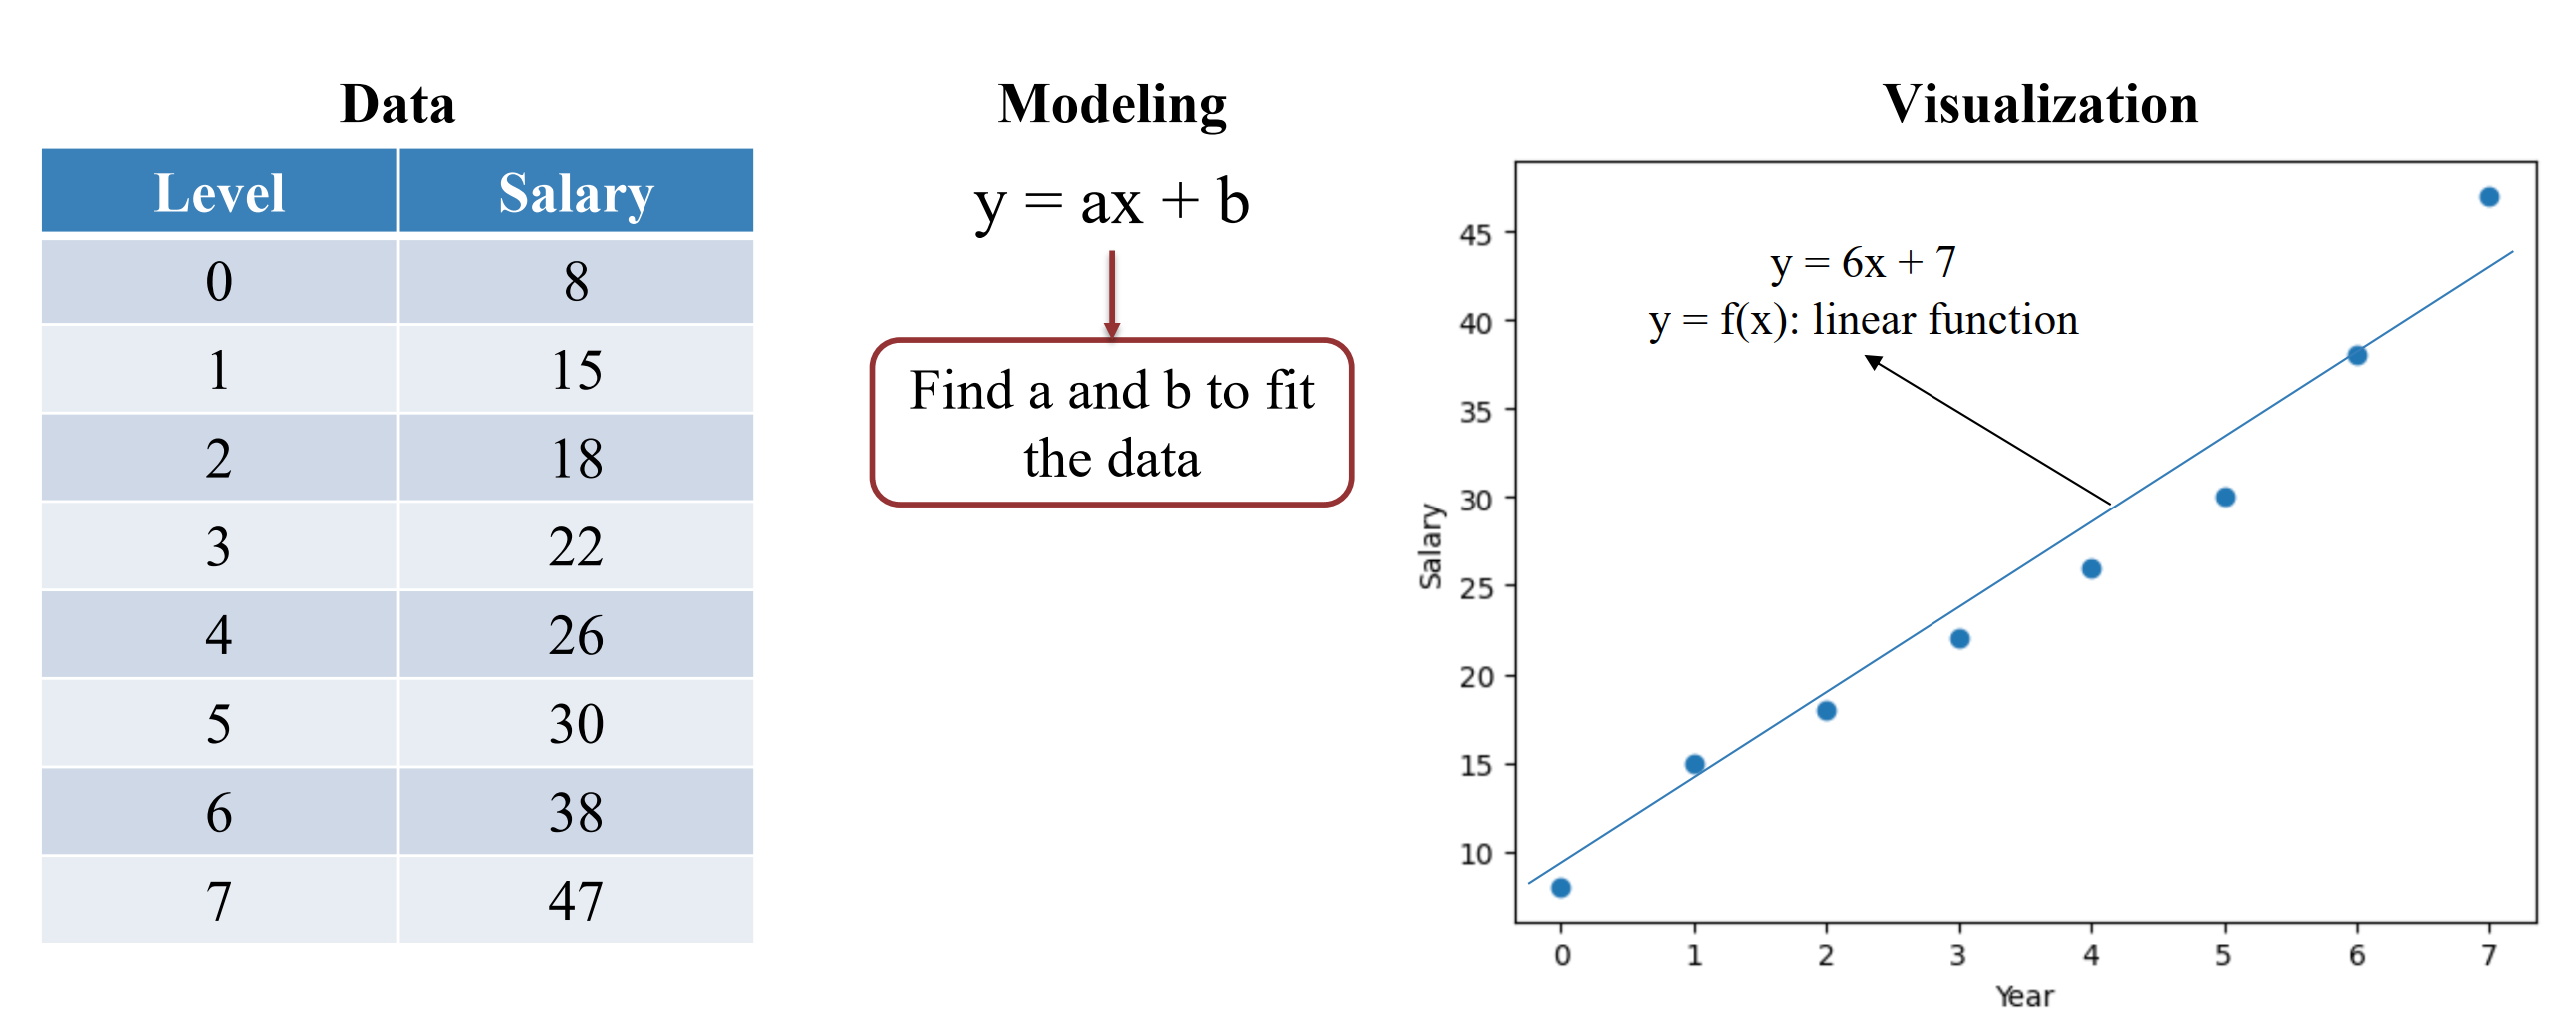 Data
Level Salary
0 8
1 15
2 18
3 22
4 26
5 30
6 38
7 47
Modeling
y = ax + b
Find a and b to fit
the data
Visualization
y = 6x + 7
y = f(x): linear function
Salary
45
40
35
30
25
20
15
10
0 1 2 3 4 5 6 7
Year